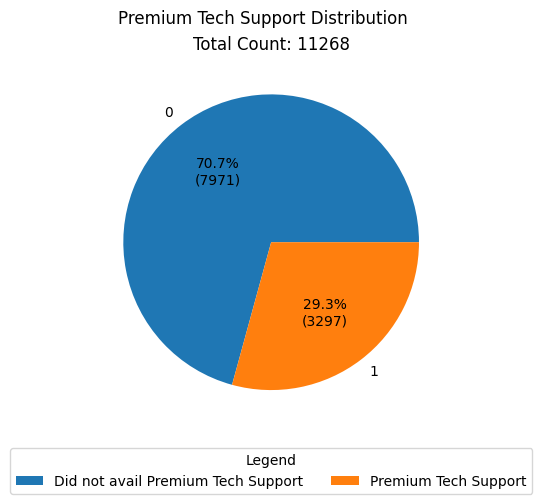 Premium Tech Support Distribution
Total Count: 11268
0
70.7%
(7971)
29.3%
(3297)
1
Legend
Did not avail Premium Tech Support
Premium Tech Support